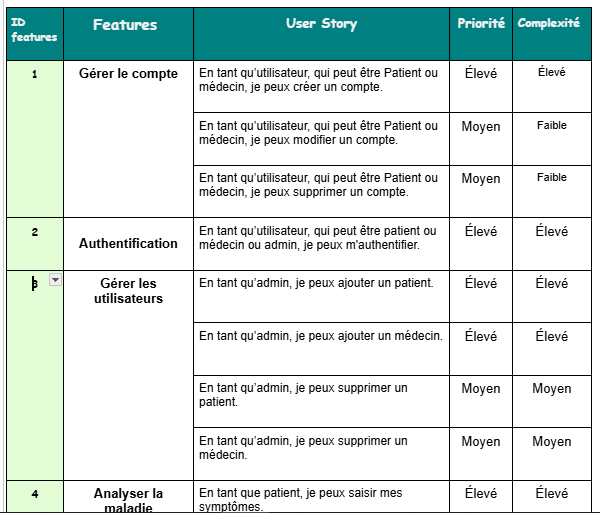 ID features	Features	User Story	Priorité	Complexité
1	Gérer le compte	En tant qu'utilisateur, qui peut être Patient ou	Élevé	Élevé
médecin, je peux créer un compte.
En tant qu'utilisateur, qui peut être Patient ou	Moyen	Faible
médecin, je peux modifier un compte.
En tant qu'utilisateur, qui peut être Patient ou	Moyen	Faible
médecin, je peux supprimer un compte.
2	Authentification	En tant qu'utilisateur, qui peut être patient ou	Élevé	Élevé
médecin ou admin, je peux m'authentifier.
3	Gérer les	En tant qu'admin, je peux ajouter un patient.	Élevé	Élevé
utilisateurs
En tant qu'admin, je peux ajouter un médecin.	Élevé	Élevé
En tant qu'admin, je peux supprimer un	Moyen	Moyen
patient.
En tant qu'admin, je peux supprimer un	Moyen	Moyen
médecin.
4	Analyser la	En tant que patient, je peux saisir mes	Élevé	Élevé
maladie	symptômes.